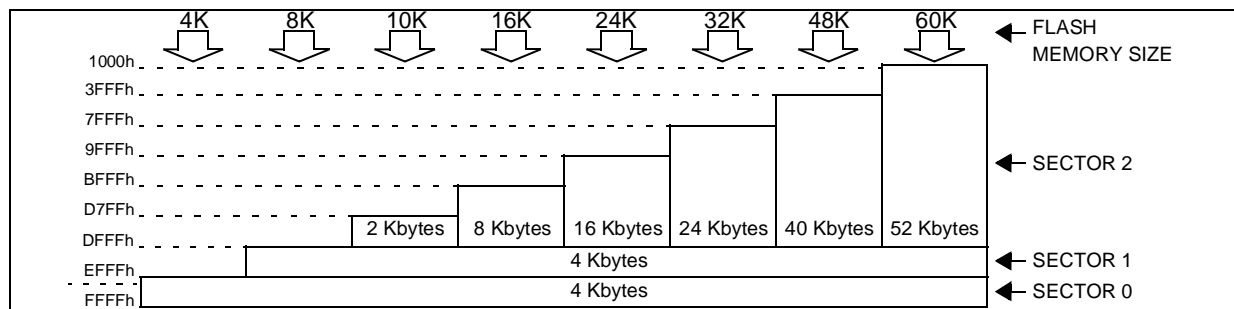 4K 8K 10K 16K 24K 32K 48K 60K
FLASH
MEMORY SIZE
1000h
3FFFh
7FFFh
9FFFh
SECTOR 2
BFFFh
D7FFh
2 Kbytes 8 Kbytes 16 Kbytes 24 Kbytes 40 Kbytes 52 Kbytes
DFFFh
4 Kbytes
SECTOR 1
EFFFh
4 Kbytes
SECTOR 0
FFFFh